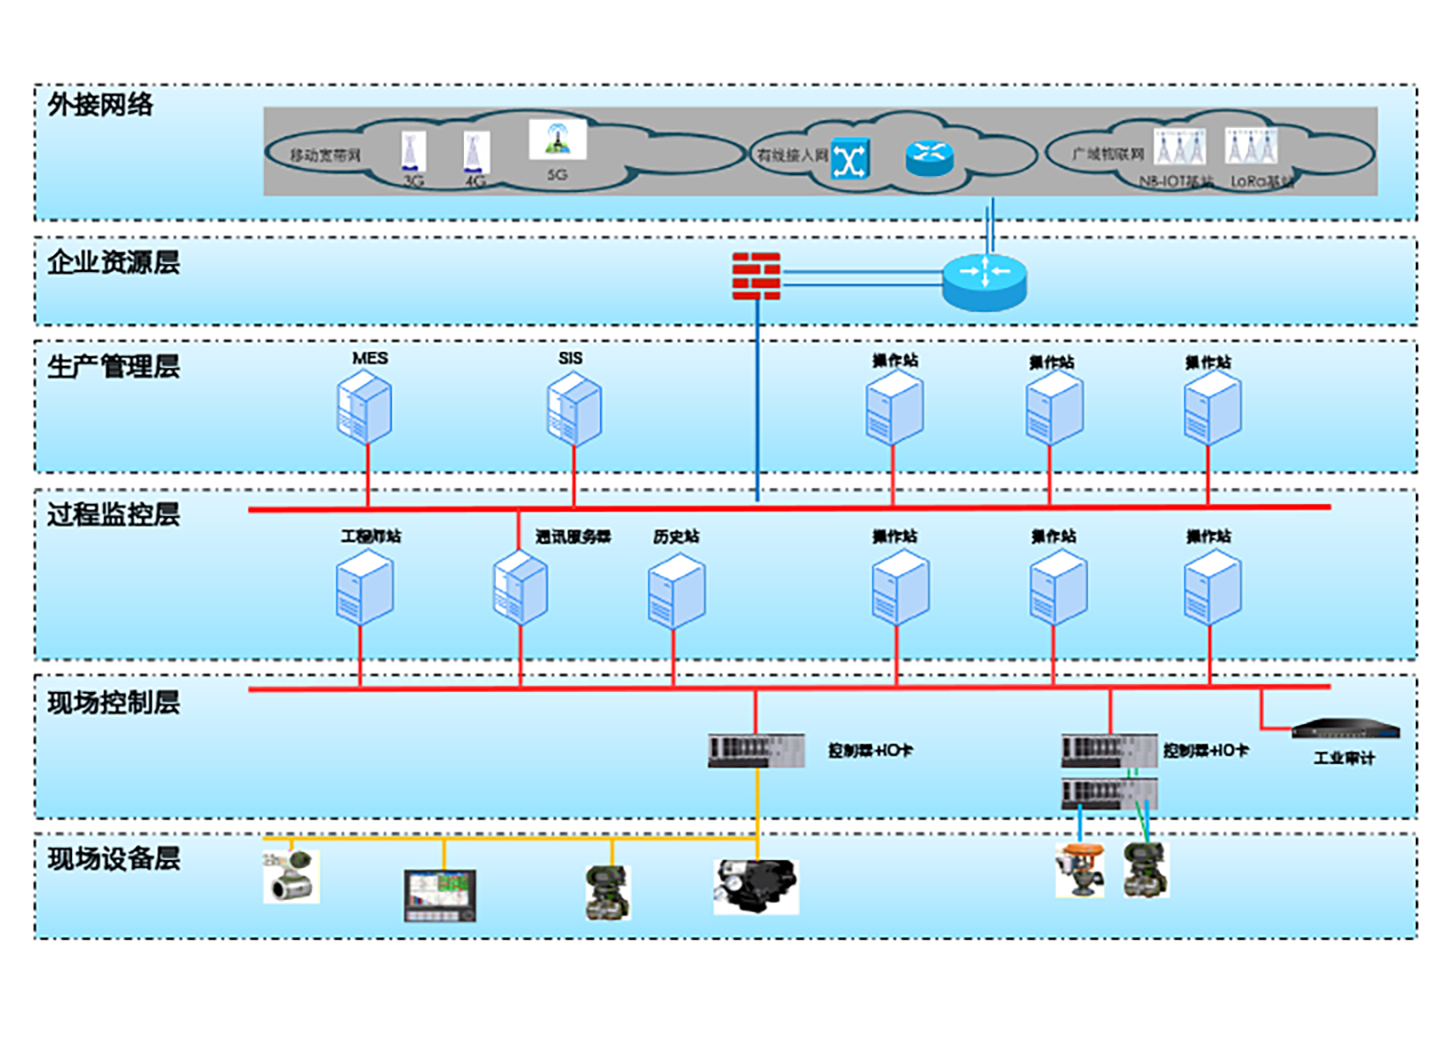 外接网络
移动宽带网
3G
4G
5G
有线接入网
广域物联网
NB-IOT基站
LoRa基站
企业资源层
生产管理层
MES
SIS
操作站
操作站
操作站
过程监控层
工程师站
通讯服务器
历史站
操作站
操作站
操作站
现场控制层
控制器+IO卡
控制器+IO卡
工业审计
现场设备层